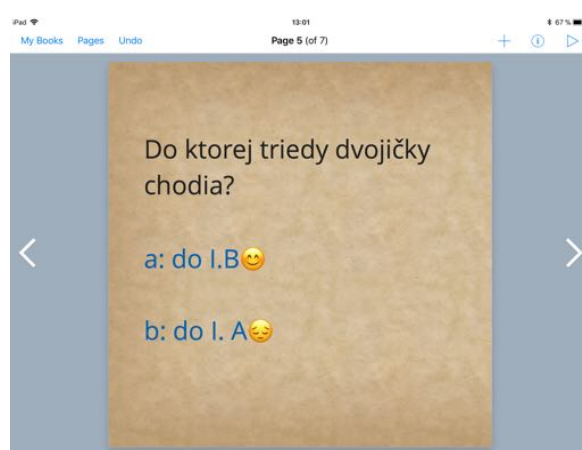 iPad 13:01 67 %
My Books Pages Undo Page 5 (of 7)
Do ktorej triedy dvojičky
chodia?
a: do I.B😊
b: do I. A😔